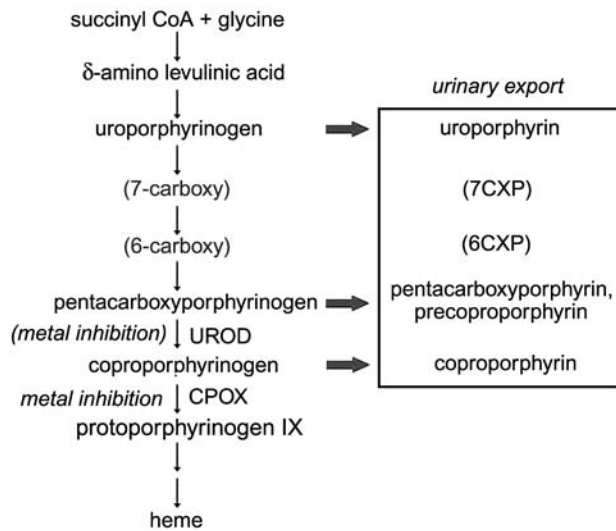 succinyl CoA + glycine
δ-amino levulinic acid
urinary export
uroporphyrinogen
uroporphyrin
(7-carboxy)
(7CXP)
(6-carboxy)
(6CXP)
pentacarboxyporphyrinogen
pentacarboxyporphyrin,
precoproporphyrin
(metal inhibition) UROD
coproporphyrinogen
coproporphyrin
metal inhibition CPOX
protoporphyrinogen IX
heme